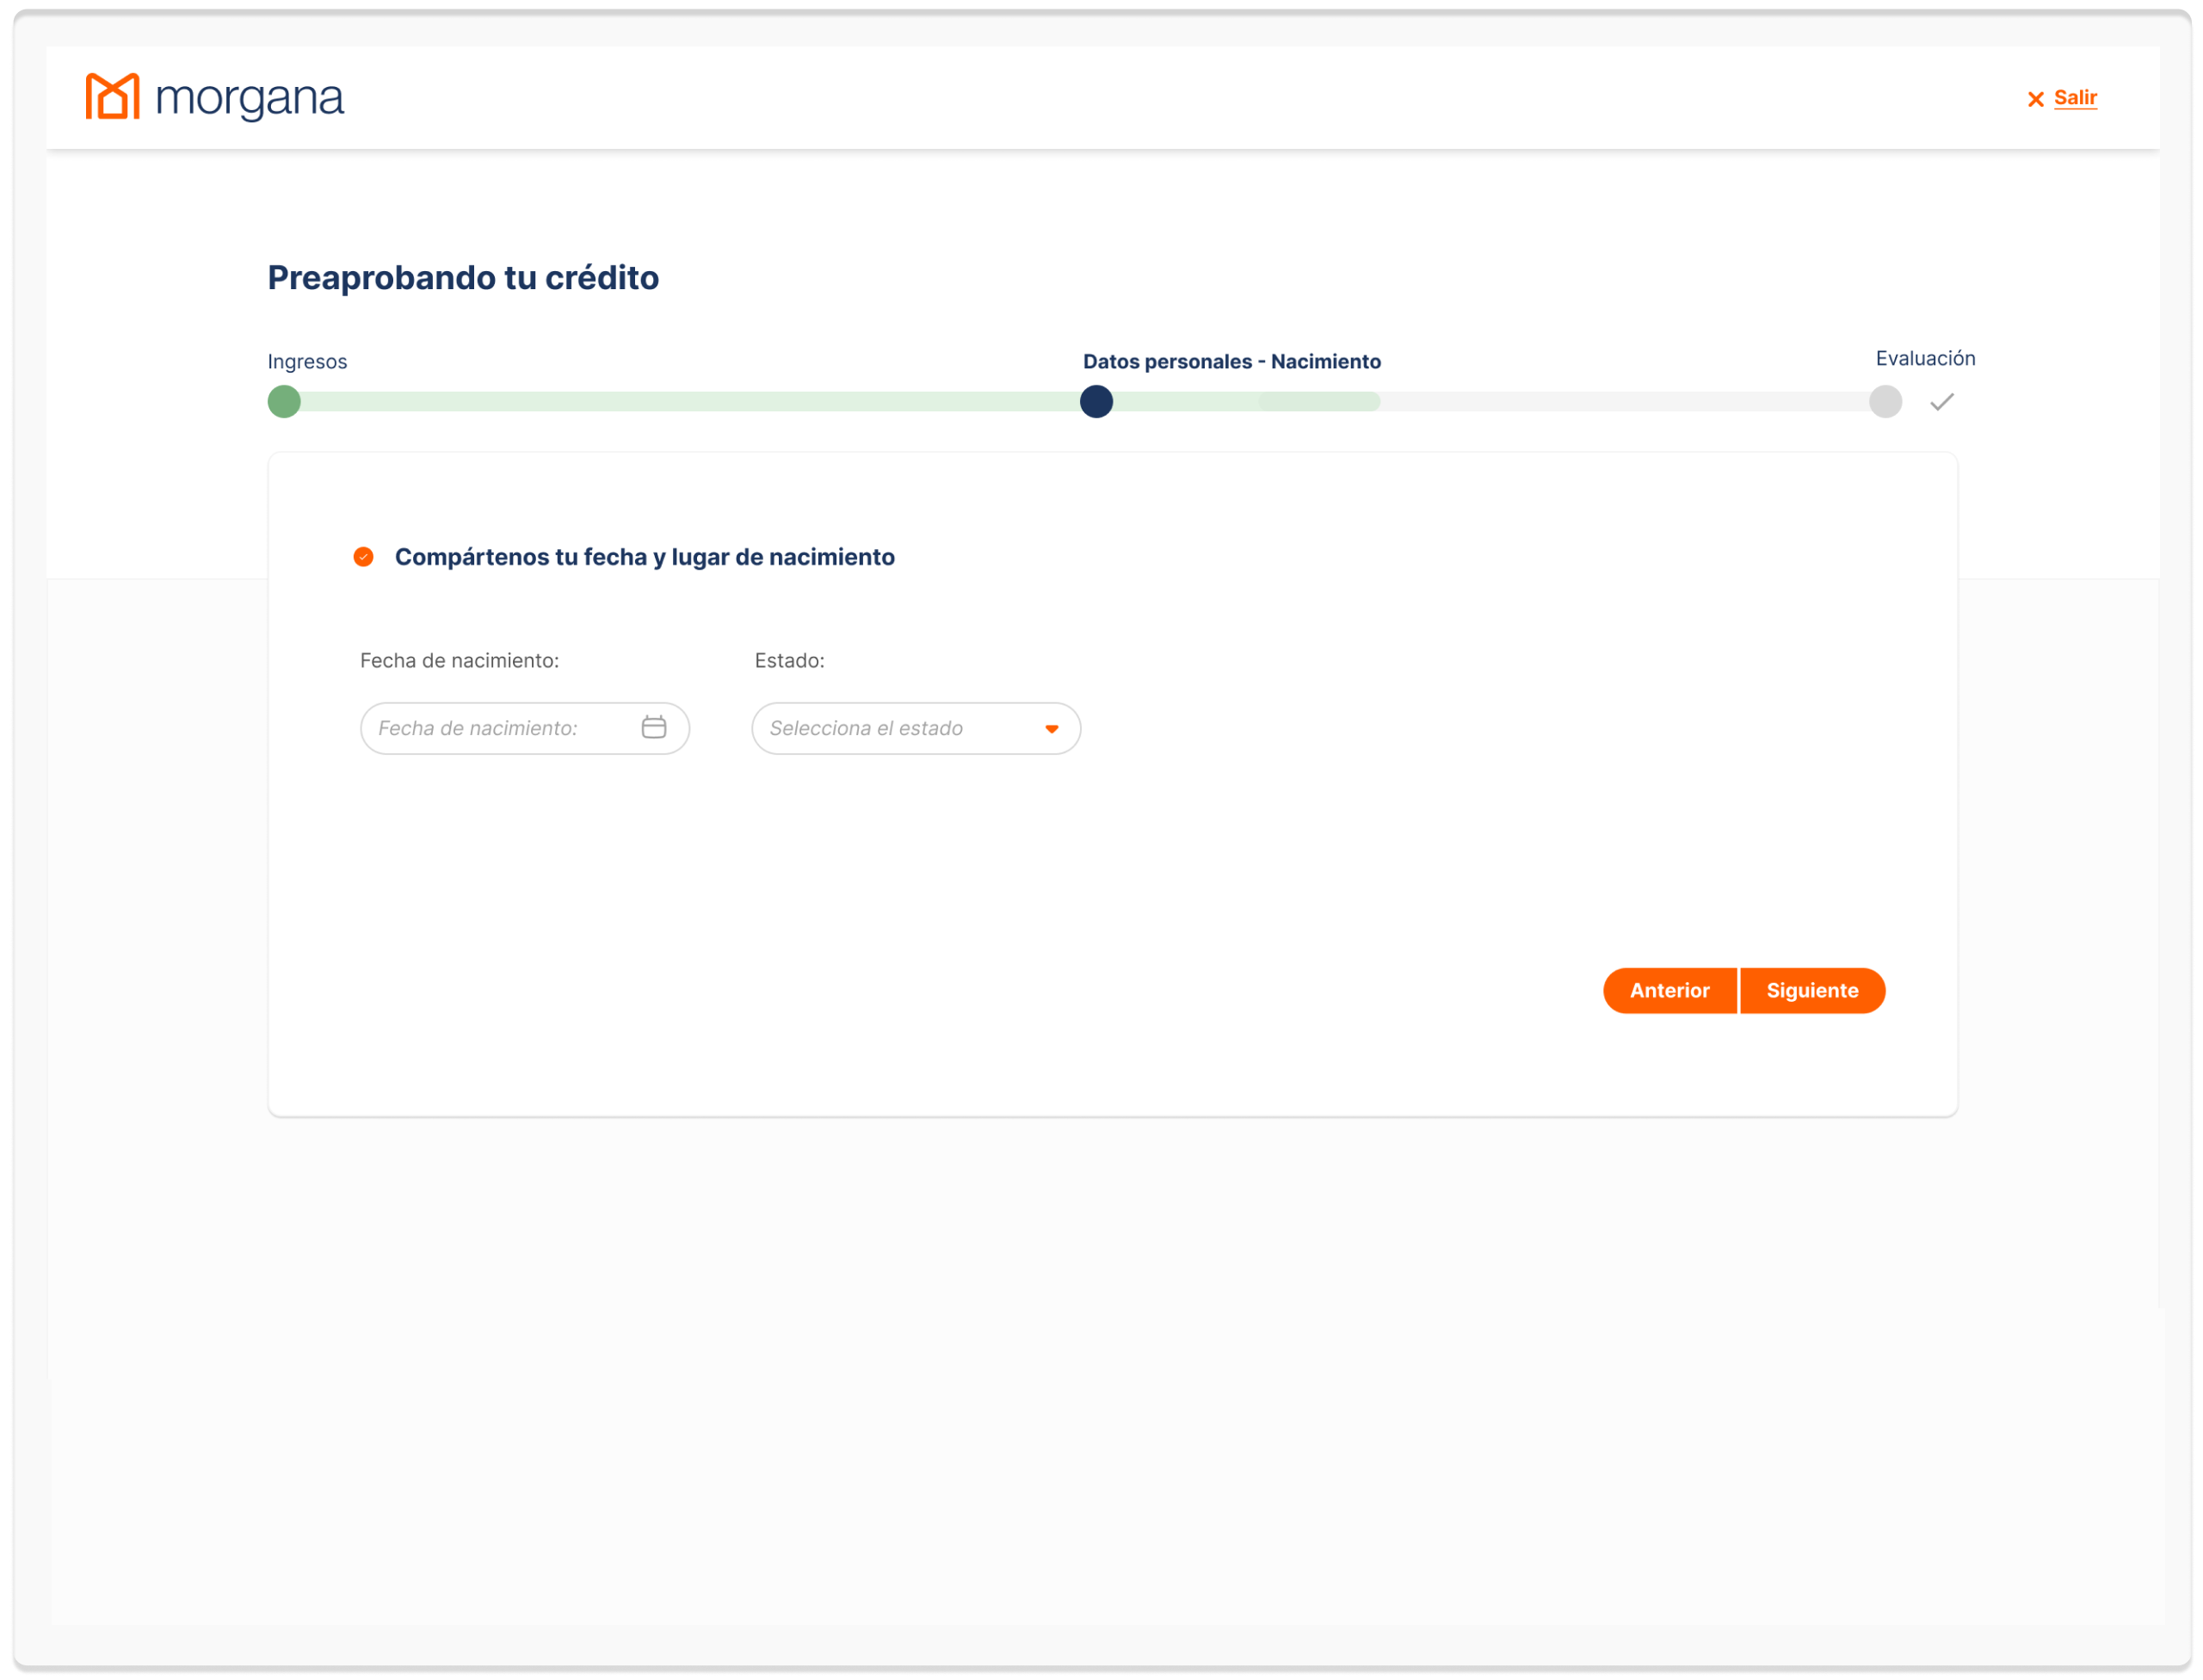 morgana
Salir
Preaprobando tu crédito
Ingresos
Datos personales - Nacimiento
Evaluación
Compártenos tu fecha y lugar de nacimiento
Fecha de nacimiento:
Estado:
Fecha de nacimiento:
Selecciona el estado
Anterior
Siguiente